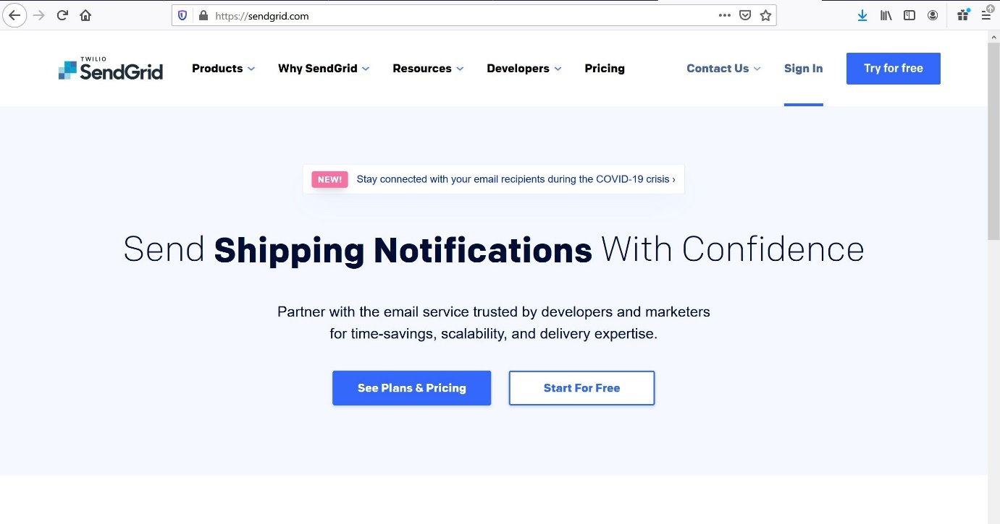 https://sendgrid.com
TWILIO
SendGrid
Products
Why SendGrid
Resources
Developers
Pricing
Contact Us
Sign In
Try for free
NEW! Stay connected with your email recipients during the COVID-19 crisis ›
Send Shipping Notifications With Confidence
Partner with the email service trusted by developers and marketers
for time-savings, scalability, and delivery expertise.
See Plans & Pricing
Start For Free